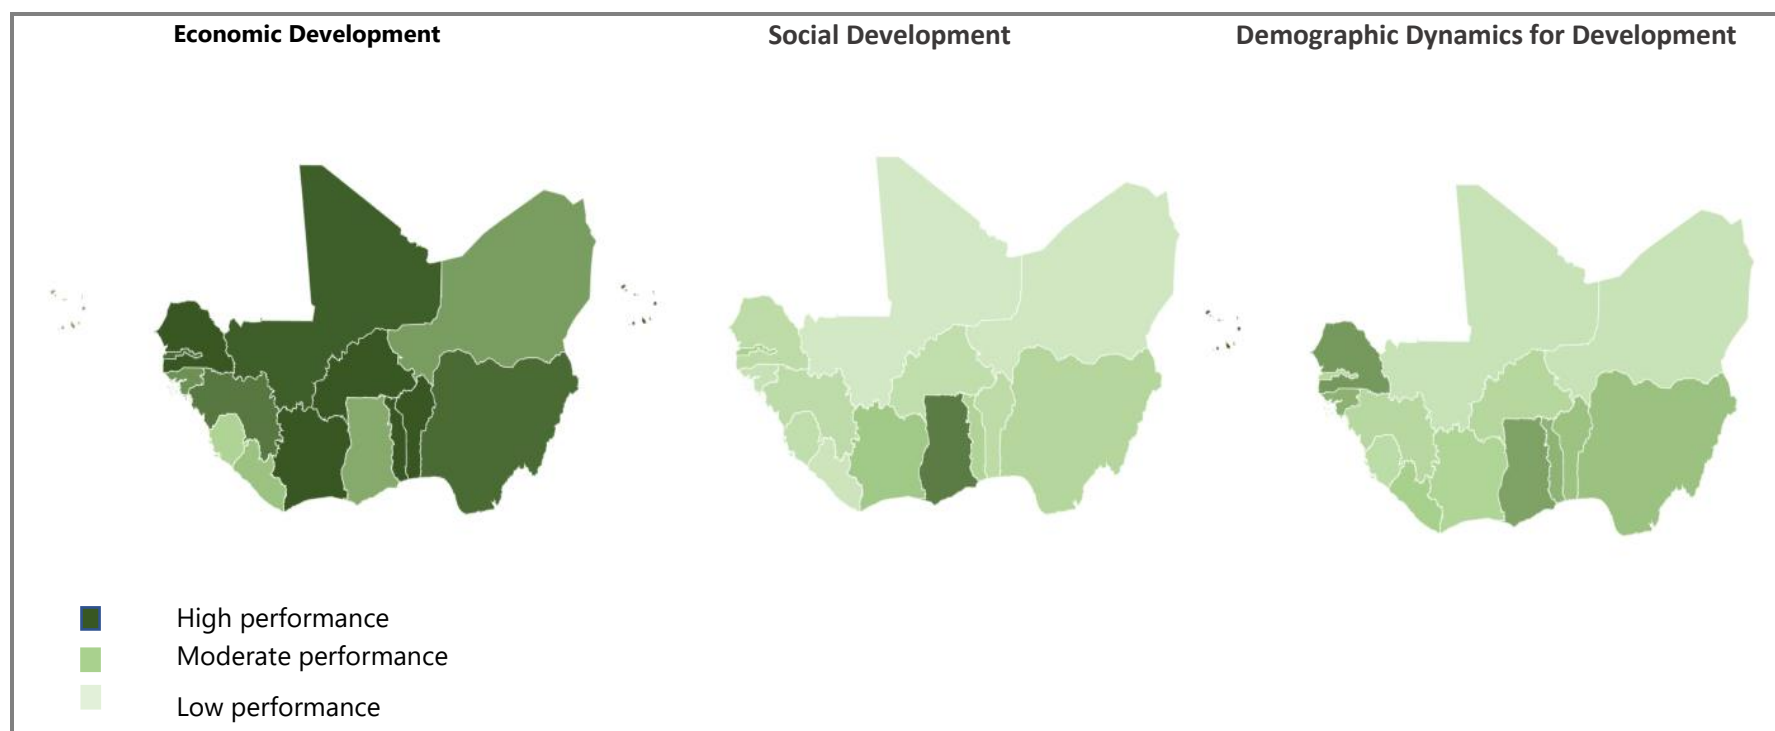 Economic Development
Social Development
Demographic Dynamics for Development
High performance
Moderate performance
Low performance